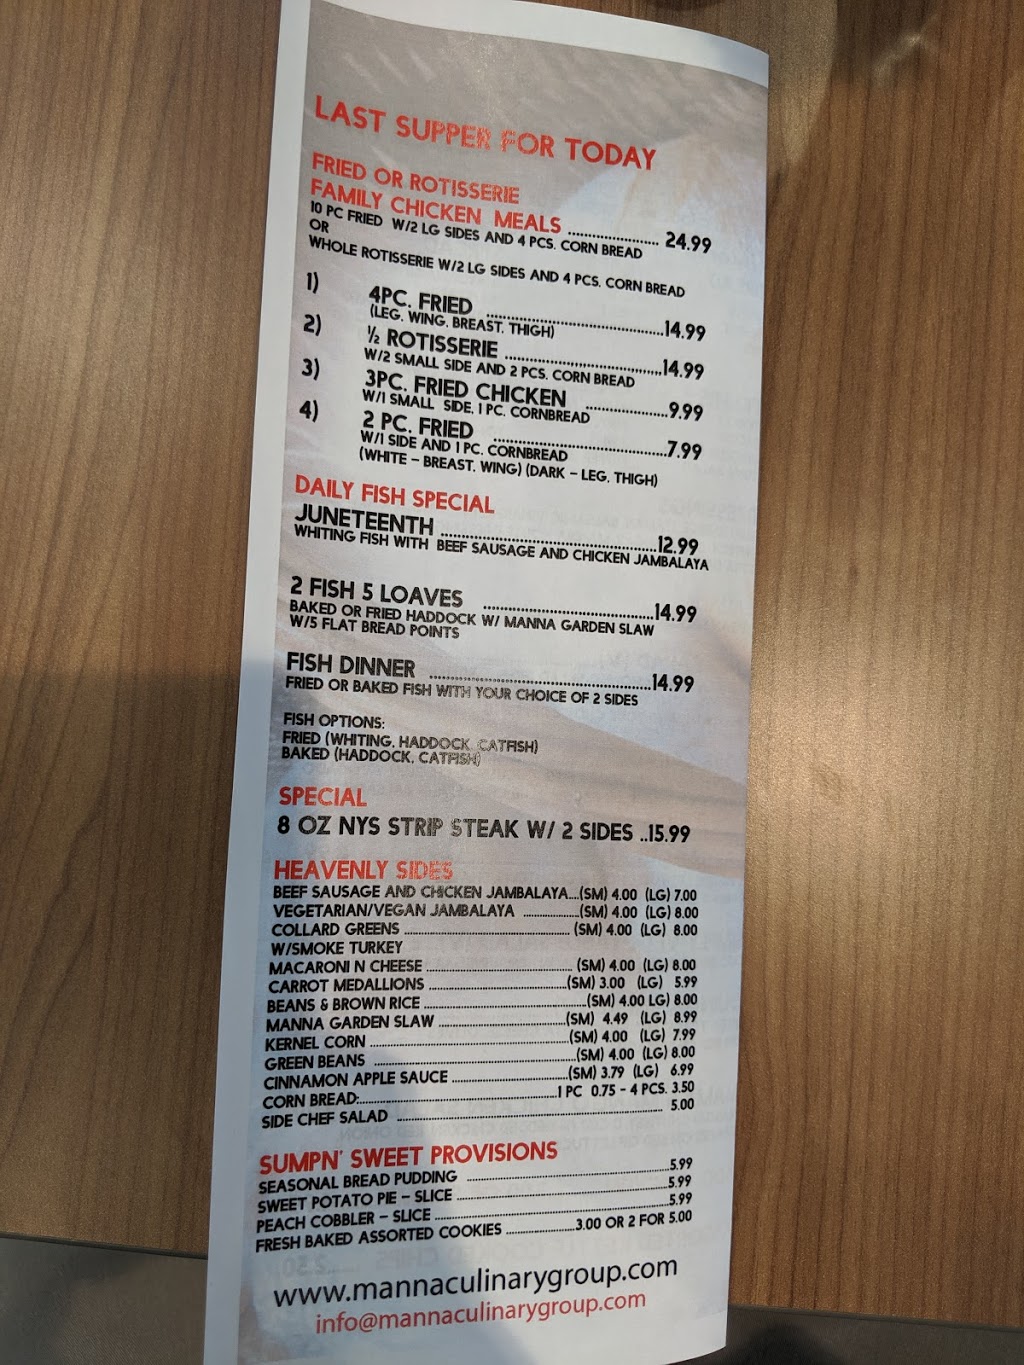 LAST SUPPER FOR TODAY
FRIED OR ROTISSERIE
FAMILY CHICKEN MEALS ..................... 24.99
10 PC FRIED W/2 LG SIDES AND 4 PCS. CORN BREAD
OR
WHOLE ROTISSERIE W/2 LG SIDES AND 4 PCS. CORN BREAD
1) 4PC. FRIED ........................................14.99
(LEG. WING. BREAST. THIGH)
2) ½ ROTISSERIE ....................................14.99
W/2 SMALL SIDE AND 2 PCS. CORN BREAD
3) 3PC. FRIED CHICKEN ...................9.99
W/1 SMALL SIDE, 1 PC. CORNBREAD
4) 2 PC. FRIED ........................................7.99
W/1 SIDE AND 1 PC. CORNBREAD
(WHITE – BREAST. WING) (DARK – LEG. THIGH)
DAILY FISH SPECIAL
JUNETEENTH ..................................................12.99
WHITING FISH WITH BEEF SAUSAGE AND CHICKEN JAMBALAYA
2 FISH 5 LOAVES .......................................14.99
BAKED OR FRIED HADDOCK W/ MANNA GARDEN SLAW
W/5 FLAT BREAD POINTS
FISH DINNER ..................................................14.99
FRIED OR BAKED FISH WITH YOUR CHOICE OF 2 SIDES
FISH OPTIONS:
FRIED (WHITING. HADDOCK. CATFISH)
BAKED (HADDOCK. CATFISH)
SPECIAL
8 OZ NYS STRIP STEAK W/ 2 SIDES ..15.99
HEAVENLY SIDES
BEEF SAUSAGE AND CHICKEN JAMBALAYA....(SM) 4.00 (LG) 7.00
VEGETARIAN/VEGAN JAMBALAYA ..................(SM) 4.00 (LG) 8.00
COLLARD GREENS ...................................................... (SM) 4.00 (LG) 8.00
W/SMOKE TURKEY
MACARONI N CHEESE ................................................ (SM) 4.00 (LG) 8.00
CARROT MEDALLIONS .............................................(SM) 3.00 (LG) 5.99
BEANS & BROWN RICE .....................................................(SM) 4.00 LG) 8.00
MANNA GARDEN SLAW ..........................................(SM) 4.49 (LG) 8.99
KERNEL CORN ................................................................(SM) 4.00 (LG) 7.99
GREEN BEANS ..................................................................(SM) 4.00 (LG) 8.00
CINNAMON APPLE SAUCE ......................................(SM) 3.79 (LG) 6.99
CORN BREAD:.................................................................1 PC 0.75 - 4 PCS. 3.50
SIDE CHEF SALAD ....................................................................................... 5.00
SUMPN' SWEET PROVISIONS
SEASONAL BREAD PUDDING ..................................................................5.99
SWEET POTATO PIE – SLICE ....................................................................5.99
PEACH COBBLER – SLICE .............................................................................5.99
FRESH BAKED ASSORTED COOKIES ......................3.00 OR 2 FOR 5.00
www.mannaculinarygroup.com
info@mannaculinarygroup.com